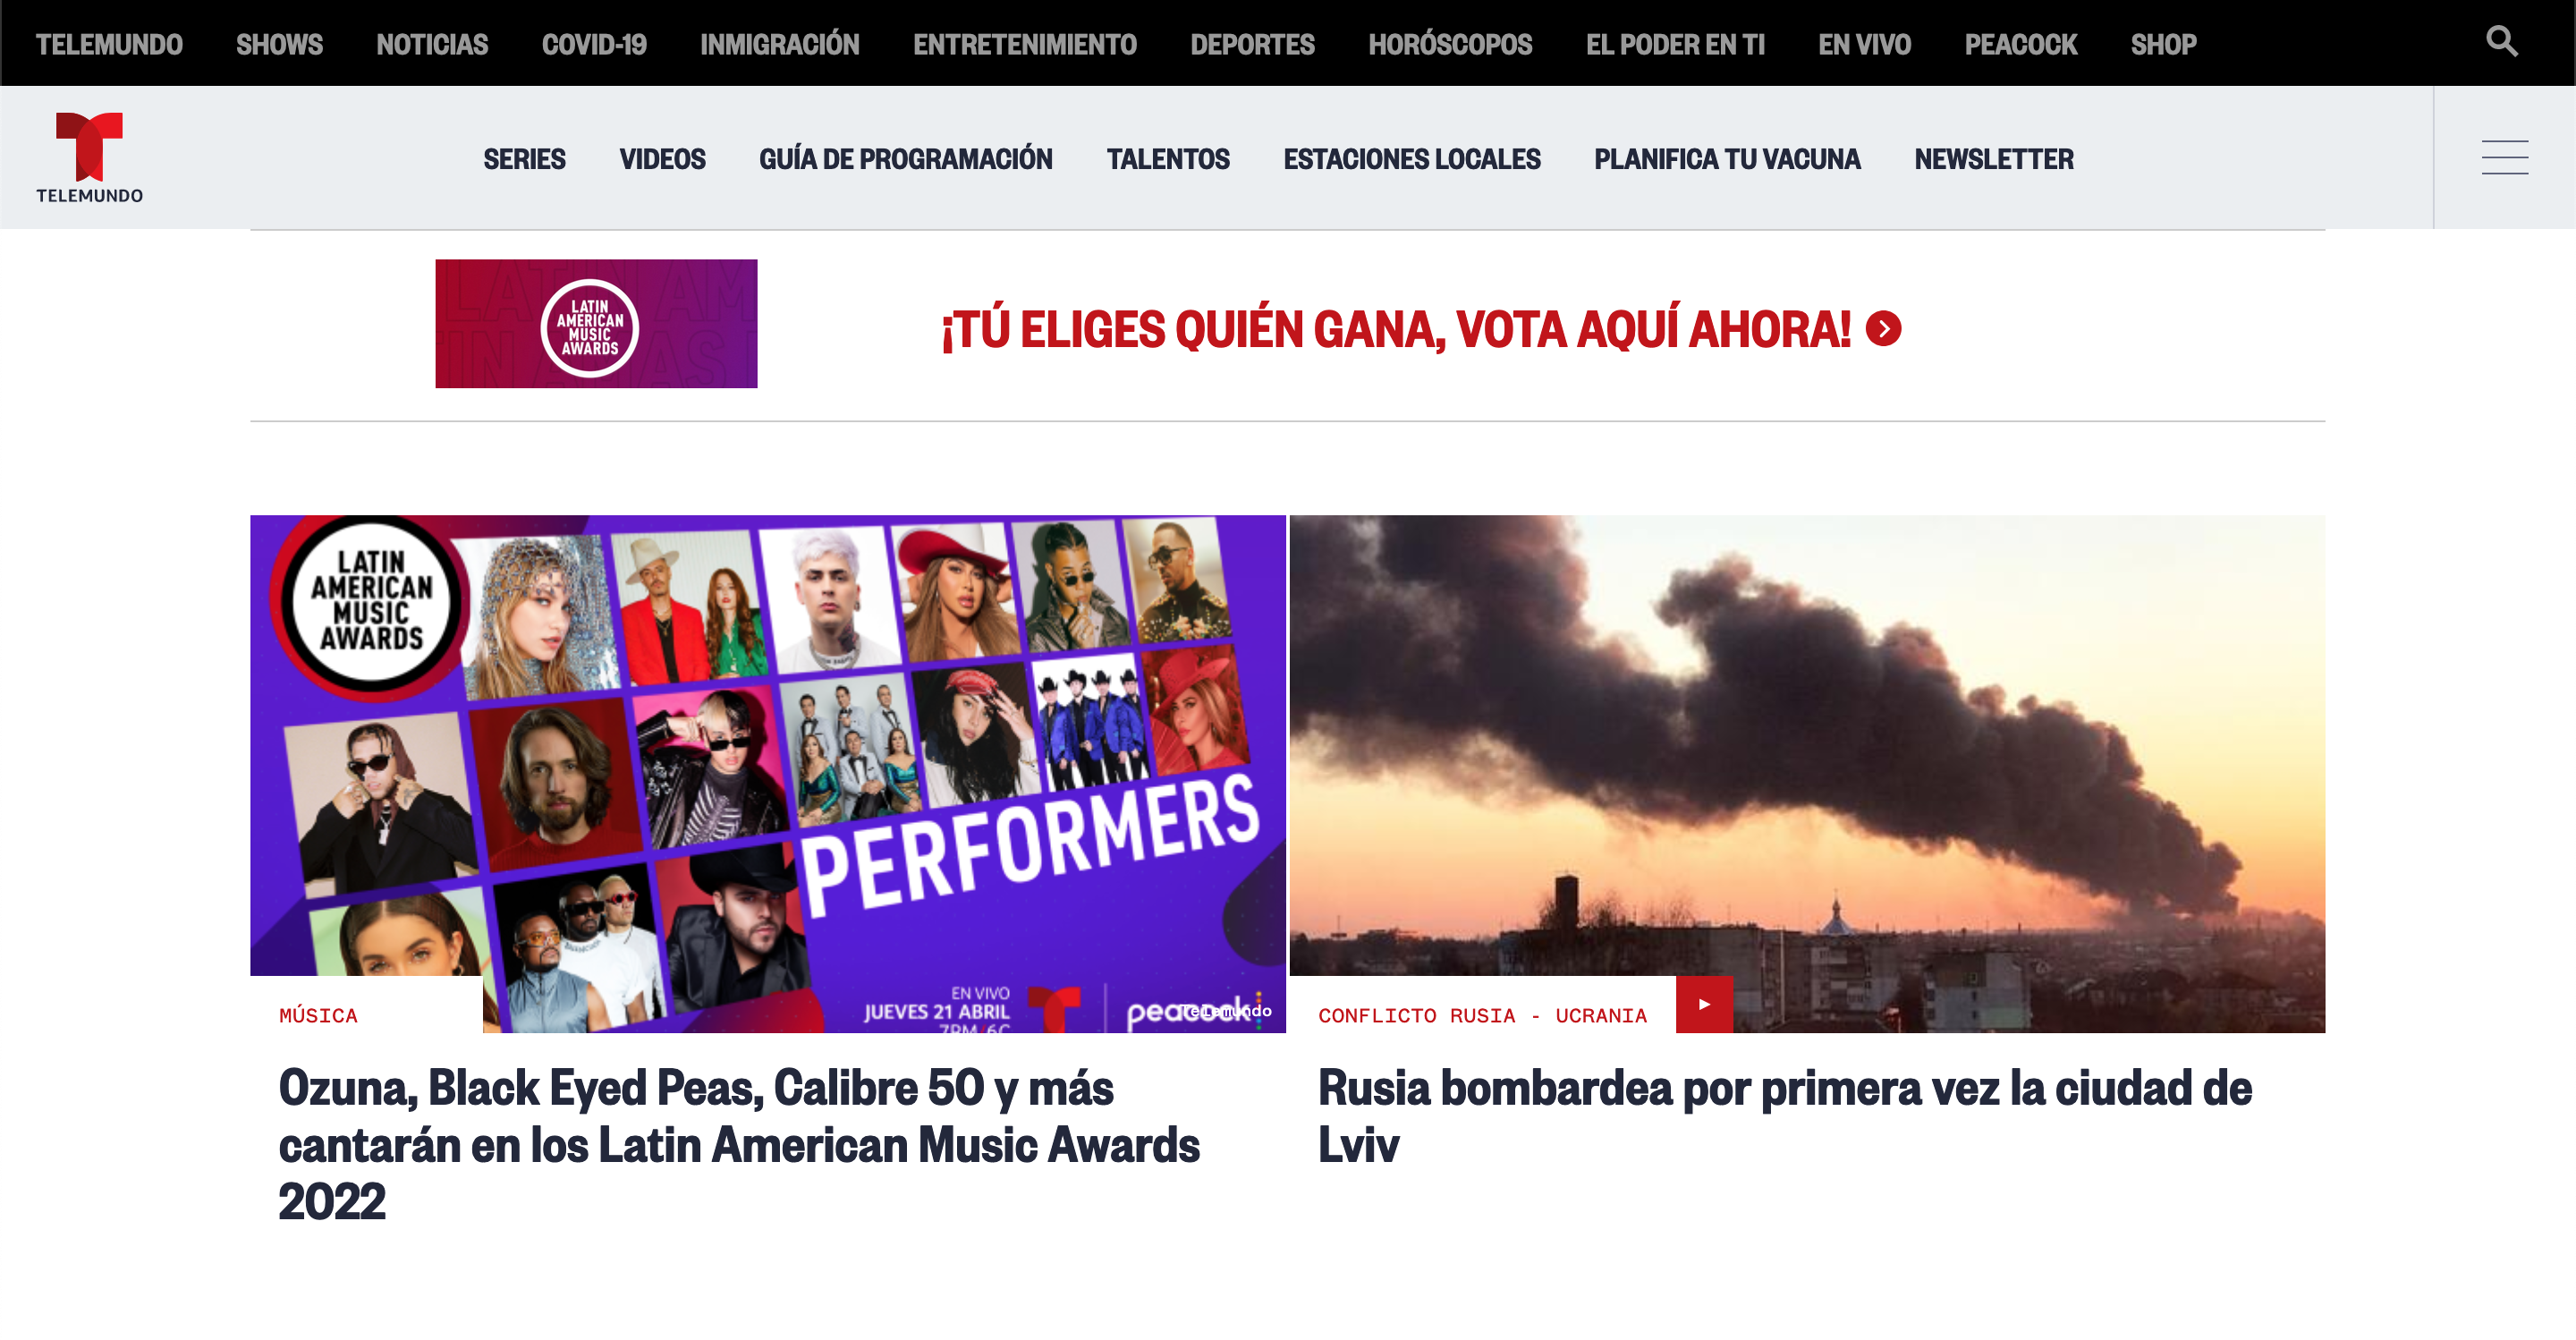 TELEMUNDO SHOWS NOTICIAS COVID-19 INMIGRACIÓN ENTRETENIMIENTO DEPORTES HORÓSCOPOS EL PODER EN TI EN VIVO PEACOCK SHOP
TELEMUNDO
SERIES VIDEOS GUÍA DE PROGRAMACIÓN TALENTOS ESTACIONES LOCALES PLANIFICA TU VACUNA NEWSLETTER
LATIN
AMERICAN
MUSIC
AWARDS
¡TÚ ELIGES QUIÉN GANA, VOTA AQUÍ AHORA!
LATIN
AMERICAN
MUSIC
AWARDS
PERFORMERS
EN VIVO
JUEVES 21 ABRIL
7PM/6C
peacock
Telemundo
MÚSICA
Ozuna, Black Eyed Peas, Calibre 50 y más
cantarán en los Latin American Music Awards
2022
CONFLICTO RUSIA - UCRANIA
Rusia bombardea por primera vez la ciudad de
Lviv